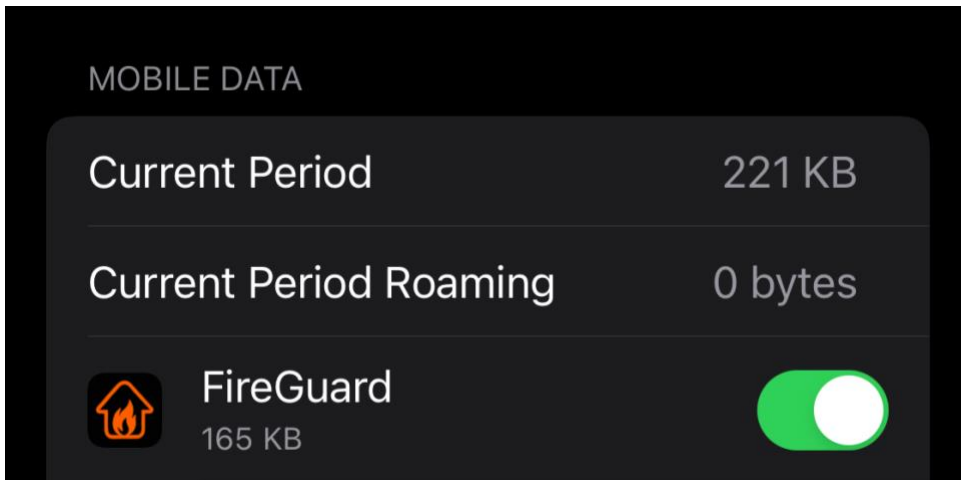 MOBILE DATA
Current Period 221 KB
Current Period Roaming 0 bytes
FireGuard
165 KB